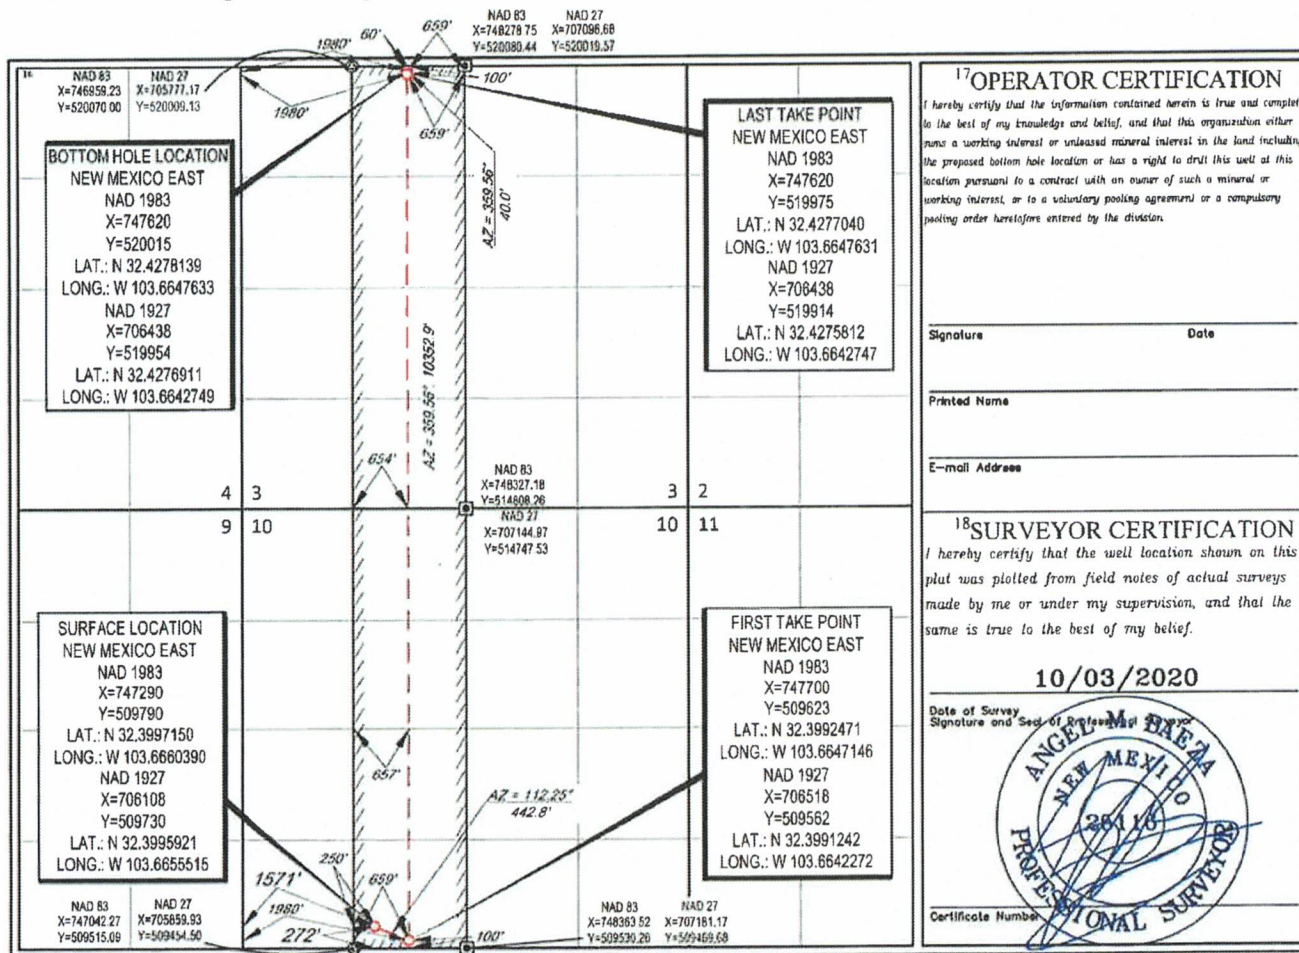 NAD 83 NAD 27
X=748278.75 X=707096.68
Y=520080.44 Y=520019.57
1980' 60' 659'
16
NAD 83 NAD 27
X=746959.23 X=705777.17
Y=520070.00 Y=520009.13
1980'
659'
100'
AZ = 359.56°
40.0'
BOTTOM HOLE LOCATION
NEW MEXICO EAST
NAD 1983
X=747620
Y=520015
LAT.: N 32.4278139
LONG.: W 103.6647633
NAD 1927
X=706438
Y=519954
LAT.: N 32.4276911
LONG.: W 103.6642749
LAST TAKE POINT
NEW MEXICO EAST
NAD 1983
X=747620
Y=519975
LAT.: N 32.4277040
LONG.: W 103.6647631
NAD 1927
X=706438
Y=519914
LAT.: N 32.4275812
LONG.: W 103.6642747
AZ = 359.56° 10352.9'
654'
4 3
9 10
NAD 83
X=748327.18
Y=514808.26
NAD 27
X=707144.97
Y=514747.53
3 2
10 11
SURFACE LOCATION
NEW MEXICO EAST
NAD 1983
X=747290
Y=509790
LAT.: N 32.3997150
LONG.: W 103.6660390
NAD 1927
X=706108
Y=509730
LAT.: N 32.3995921
LONG.: W 103.6655515
FIRST TAKE POINT
NEW MEXICO EAST
NAD 1983
X=747700
Y=509623
LAT.: N 32.3992471
LONG.: W 103.6647146
NAD 1927
X=706518
Y=509562
LAT.: N 32.3991242
LONG.: W 103.6642272
657'
AZ = 112.25°
442.8'
250'
1571'
659'
1980'
272'
100'
NAD 83 NAD 27
X=747042.27 X=705859.93
Y=509515.09 Y=509454.50
NAD 83 NAD 27
X=748363.52 X=707181.17
Y=509530.26 Y=509469.68
17OPERATOR CERTIFICATION
I hereby certify that the information contained herein is true and complet
to the best of my knowledge and belief, and that this organization either
owns a working interest or unleased mineral interest in the land including
the proposed bottom hole location or has a right to drill this well at this
location pursuant to a contract with an owner of such a mineral or
working interest, or to a voluntary pooling agreement or a compulsory
pooling order heretofore entered by the division.
Signature Date
Printed Name
E-mail Address
18SURVEYOR CERTIFICATION
I hereby certify that the well location shown on this
plat was plotted from field notes of actual surveys
made by me or under my supervision, and that the
same is true to the best of my belief.
10/03/2020
Date of Survey
Signature and Seal of Professional Surveyor
ANGEL M. BAEZA
NEW MEXICO
PROFESSIONAL SURVEYOR
Certificate Number